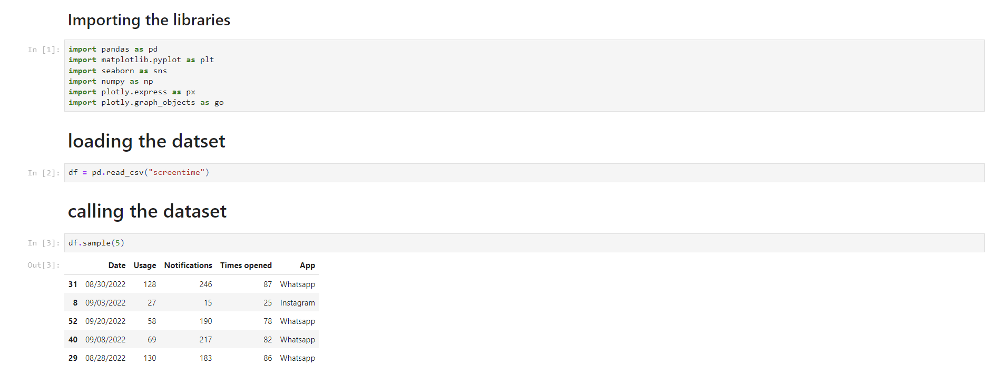 Importing the libraries
In [1]: import pandas as pd
import matplotlib.pyplot as plt
import seaborn as sns
import numpy as np
import plotly.express as px
import plotly.graph_objects as go
loading the datset
In [2]: df = pd.read_csv("screentime")
calling the dataset
In [3]: df.sample(5)
Out[3]: Date Usage Notifications Times opened App
31 08/30/2022 128 246 87 Whatsapp
8 09/03/2022 27 15 25 Instagram
52 09/20/2022 58 190 78 Whatsapp
40 09/08/2022 69 217 82 Whatsapp
29 08/28/2022 130 183 86 Whatsapp